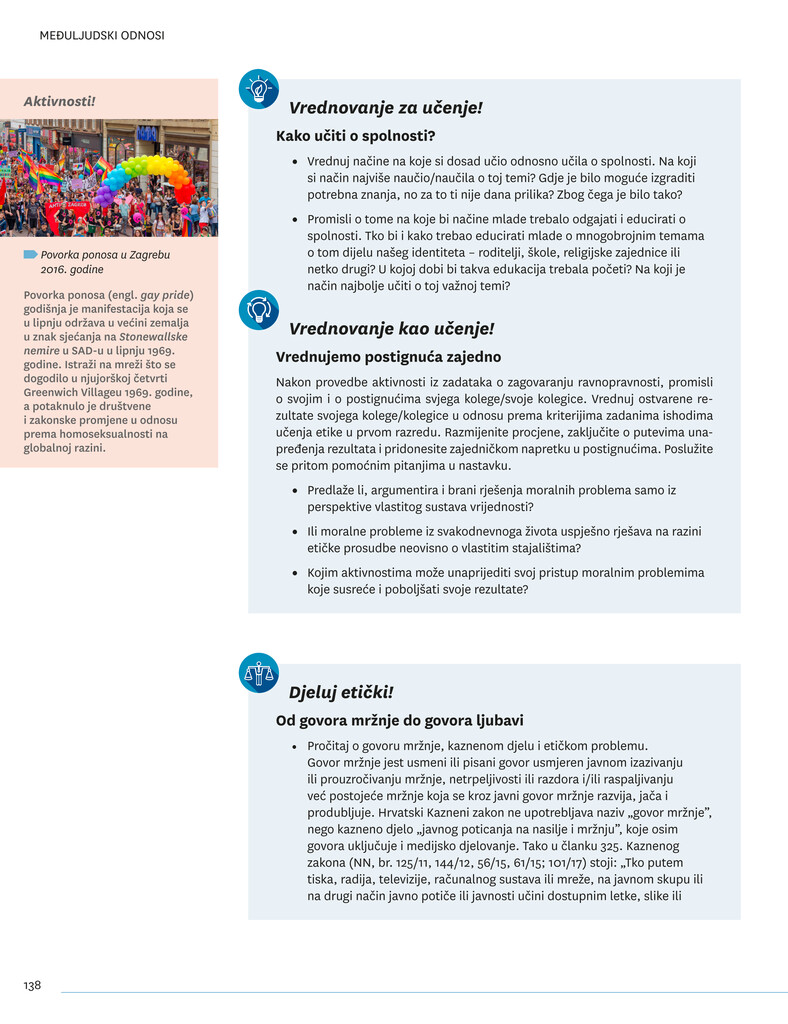 MEĐULJUDSKI ODNOSI
Aktivnosti!
Povorka ponosa u Zagrebu
2016. godine
Povorka ponosa (engl. gay pride)
godišnja je manifestacija koja se
u lipnju održava u većini zemalja
u znak sjećanja na Stonewallske
nemire u SAD-u u lipnju 1969.
godine. Istraži na mreži što se
dogodilo u njujorškoj četvrti
Greenwich Villageu 1969. godine,
a potaknulo je društvene
i zakonske promjene u odnosu
prema homoseksualnosti na
globalnoj razini.
Vrednovanje za učenje!
Kako učiti o spolnosti?
• Vrednuj načine na koje si dosad učio odnosno učila o spolnosti. Na koji
si način najviše naučio/naučila o toj temi? Gdje je bilo moguće izgraditi
potrebna znanja, no za to ti nije dana prilika? Zbog čega je bilo tako?
• Promisli o tome na koje bi načine mlade trebalo odgajati i educirati o
spolnosti. Tko bi i kako trebao educirati mlade o mnogobrojnim temama
o tom dijelu našeg identiteta – roditelji, škole, religijske zajednice ili
netko drugi? U kojoj dobi bi takva edukacija trebala početi? Na koji je
način najbolje učiti o toj važnoj temi?
Vrednovanje kao učenje!
Vrednujemo postignuća zajedno
Nakon provedbe aktivnosti iz zadataka o zagovaranju ravnopravnosti, promisli
o svojim i o postignućima svjega kolege/svoje kolegice. Vrednuj ostvarene re-
zultate svojega kolege/kolegice u odnosu prema kriterijima zadanima ishodima
učenja etike u prvom razredu. Razmijenite procjene, zaključite o putevima una-
pređenja rezultata i pridonesite zajedničkom napretku u postignućima. Poslužite
se pritom pomoćnim pitanjima u nastavku.
• Predlaže li, argumentira i brani rješenja moralnih problema samo iz
perspektive vlastitog sustava vrijednosti?
• Ili moralne probleme iz svakodnevnoga života uspješno rješava na razini
etičke prosudbe neovisno o vlastitim stajalištima?
• Kojim aktivnostima može unaprijediti svoj pristup moralnim problemima
koje susreće i poboljšati svoje rezultate?
Djeluj etički!
Od govora mržnje do govora ljubavi
• Pročitaj o govoru mržnje, kaznenom djelu i etičkom problemu.
Govor mržnje jest usmeni ili pisani govor usmjeren javnom izazivanju
ili prouzročivanju mržnje, netrpeljivosti ili razdora i/ili raspaljivanju
već postojeće mržnje koja se kroz javni govor mržnje razvija, jača i
produbljuje. Hrvatski Kazneni zakon ne upotrebljava naziv „govor mržnje”,
nego kazneno djelo „javnog poticanja na nasilje i mržnju”, koje osim
govora uključuje i medijsko djelovanje. Tako u članku 325. Kaznenog
zakona (NN, br. 125/11, 144/12, 56/15, 61/15; 101/17) stoji: „Tko putem
tiska, radija, televizije, računalnog sustava ili mreže, na javnom skupu ili
na drugi način javno potiče ili javnosti učini dostupnim letke, slike ili
138